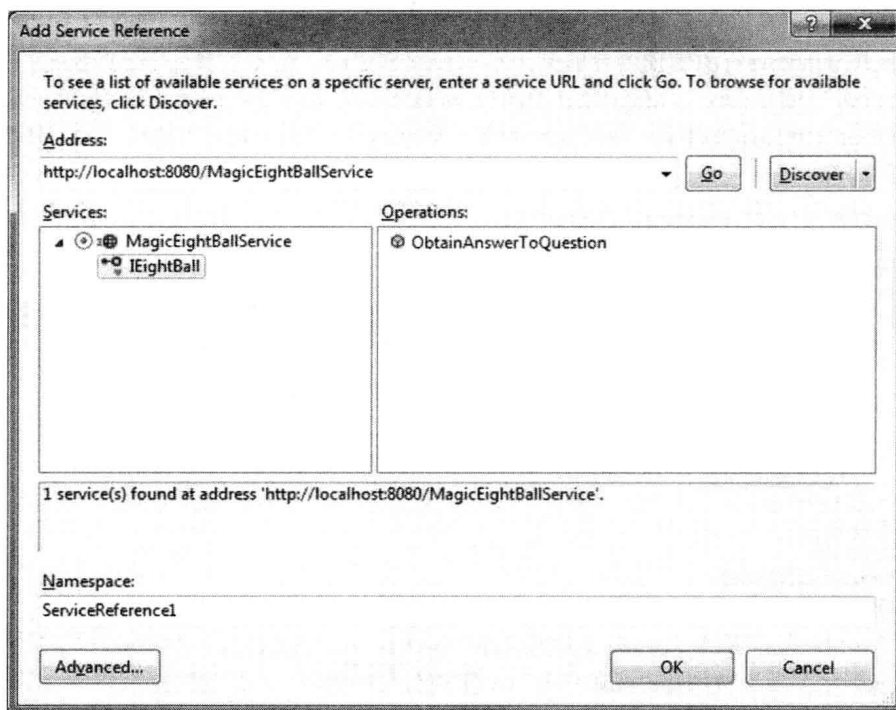 Add Service Reference
To see a list of available services on a specific server, enter a service URL and click Go. To browse for available
services, click Discover.
Address:
http://localhost:8080/MagicEightBallService
Go
Discover
Services:
Operations:
MagicEightBallService
IEightBall
ObtainAnswerToQuestion
1 service(s) found at address 'http://localhost:8080/MagicEightBallService'.
Namespace:
ServiceReference1
Advanced...
OK
Cancel